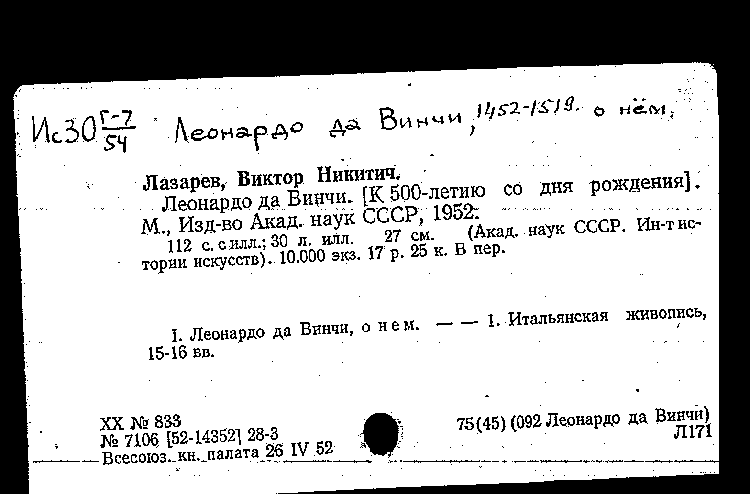 Ис30 Г-7/54 Леонардо да Винчи, 1452-1519. о нём.
Лазарев, Виктор Никитич.
Леонардо да Винчи. [К 500-летию со дня рождения].
М., Изд-во Акад. наук СССР, 1952.
112 с. с илл.; 30 л. илл. 27 см. (Акад. наук СССР. Ин-т ис-
тории искусств). 10.000 экз. 17 р. 25 к. В пер.
I. Леонардо да Винчи, о нем. — — 1. Итальянская живопись,
15-16 вв.
XX № 833
№ 7106 [52-14352] 28-3
Всесоюз. кн. палата 26 IV 52
75(45) (092 Леонардо да Винчи)
Л171